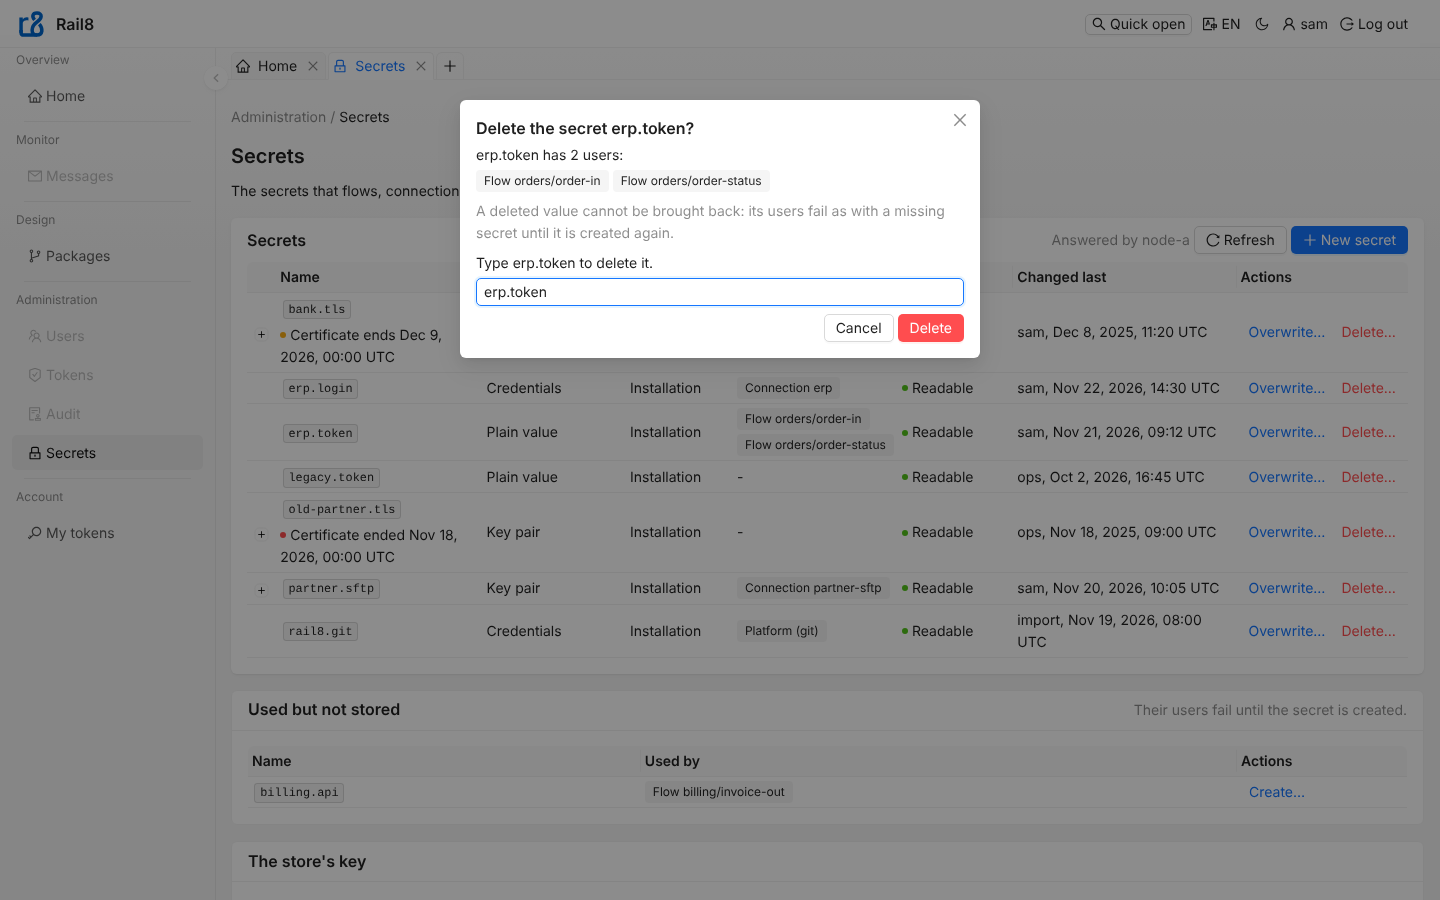 Rail8
Quick open
EN
sam
Log out
Overview
Home
Monitor
Messages
Design
Packages
Administration
Users
Tokens
Audit
Secrets
Account
My tokens
Home
Secrets
Administration / Secrets
Secrets
The secrets that flows, connection
Delete the secret erp.token?
erp.token has 2 users:
Flow orders/order-in Flow orders/order-status
A deleted value cannot be brought back: its users fail as with a missing
secret until it is created again.
Type erp.token to delete it.
erp.token
Cancel Delete
Secrets Answered by node-a Refresh New secret
Name Changed last Actions
bank.tls
Certificate ends Dec 9,
2026, 00:00 UTC
sam, Dec 8, 2025, 11:20 UTC Overwrite... Delete...
erp.login Credentials Installation Connection erp Readable sam, Nov 22, 2026, 14:30 UTC Overwrite... Delete...
erp.token Plain value Installation Flow orders/order-in
Flow orders/order-status
Readable sam, Nov 21, 2026, 09:12 UTC Overwrite... Delete...
legacy.token Plain value Installation - Readable ops, Oct 2, 2026, 16:45 UTC Overwrite... Delete...
old-partner.tls
Certificate ended Nov 18,
2026, 00:00 UTC
Key pair Installation - Readable ops, Nov 18, 2025, 09:00 UTC Overwrite... Delete...
partner.sftp Key pair Installation Connection partner-sftp Readable sam, Nov 20, 2026, 10:05 UTC Overwrite... Delete...
rail8.git Credentials Installation Platform (git) Readable import, Nov 19, 2026, 08:00
UTC
Overwrite... Delete...
Used but not stored Their users fail until the secret is created.
Name Used by Actions
billing.api Flow billing/invoice-out Create...
The store's key